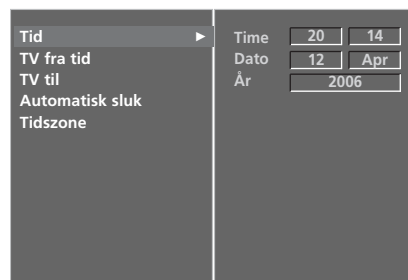 Tid ►
TV fra tid
TV til
Automatisk sluk
Tidszone
Time 20 14
Dato 12 Apr
År 2006